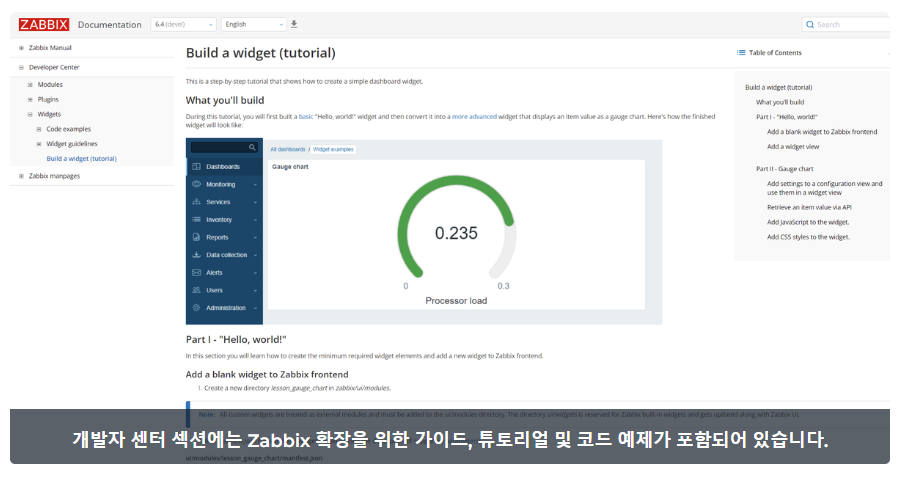 ZABBIX Documentation 6.4 (devel) English Search
Zabbix Manual
Developer Center
Modules
Plugins
Widgets
Code examples
Widget guidelines
Build a widget (tutorial)
Zabbix manpages
Build a widget (tutorial)
This is a step-by-step tutorial that shows how to create a simple dashboard widget.
What you'll build
During this tutorial, you will first built a basic "Hello, world!" widget and then convert it into a more advanced widget that displays an item value as a gauge chart. Here's how the finished
widget will look like:
All dashboards / Widget examples
Dashboards
Monitoring
Services
Inventory
Reports
Data collection
Alerts
Users
Administration
Gauge chart
0.235
0 0.3
Processor load
Part I - "Hello, world!"
In this section you will learn how to create the minimum required widget elements and add a new widget to Zabbix frontend.
Add a blank widget to Zabbix frontend
1. Create a new directory lesson_gauge_chart in zabbix/ui/modules.
Note: All custom widgets are treated as external modules and must be added to the ui/modules directory. The directory ui/widgets is reserved for Zabbix built-in widgets and gets updated along with Zabbix UI.
개발자 센터 섹션에는 Zabbix 확장을 위한 가이드, 튜토리얼 및 코드 예제가 포함되어 있습니다.
ui/modules/lesson_gauge_chart/manifest.json
Table of Contents
Build a widget (tutorial)
What you'll build
Part I - "Hello, world!"
Add a blank widget to Zabbix frontend
Add a widget view
Part II - Gauge chart
Add settings to a configuration view and
use them in a widget view
Retrieve an item value via API
Add JavaScript to the widget.
Add CSS styles to the widget.